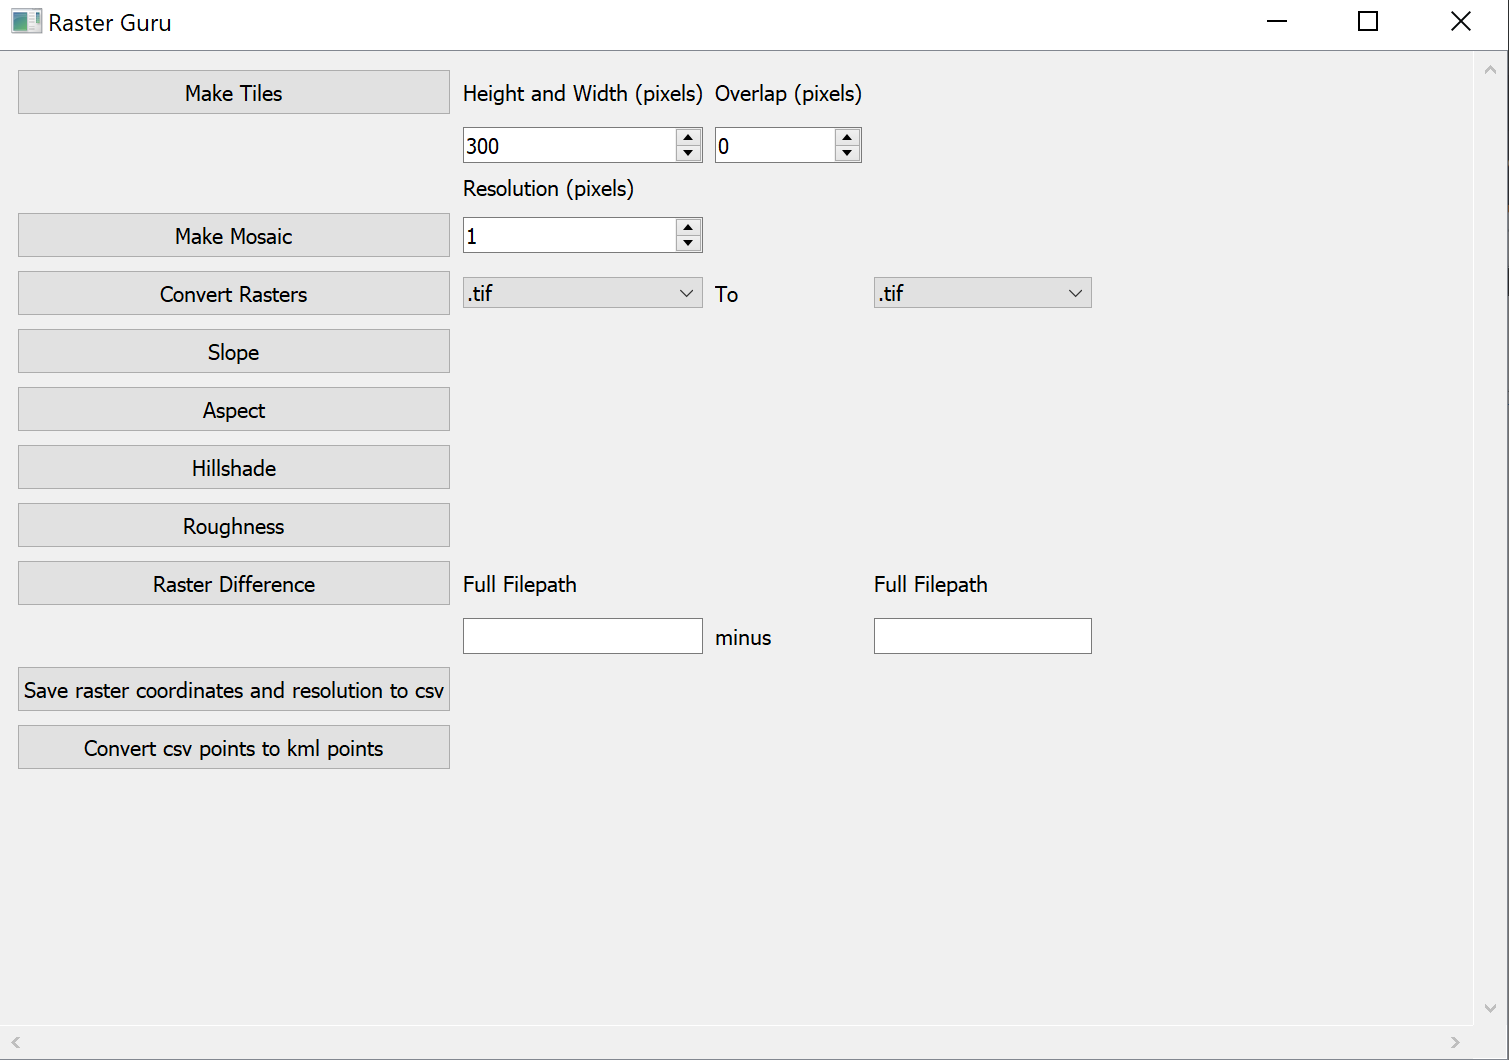 Raster Guru
Make Tiles
Height and Width (pixels)
Overlap (pixels)
300
0
Resolution (pixels)
Make Mosaic
1
Convert Rasters
.tif
To
.tif
Slope
Aspect
Hillshade
Roughness
Raster Difference
Full Filepath
Full Filepath
minus
Save raster coordinates and resolution to csv
Convert csv points to kml points